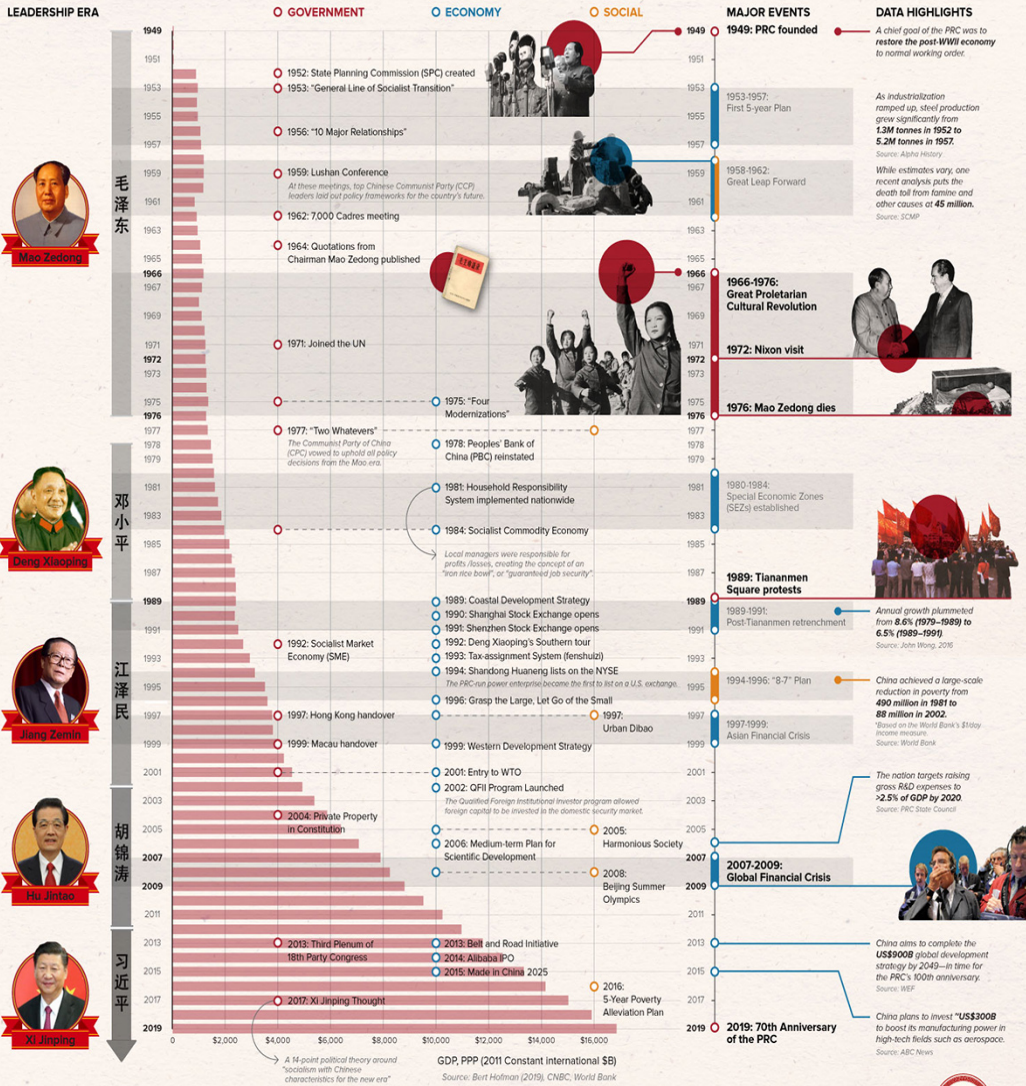 LEADERSHIP ERA
GOVERNMENT
ECONOMY
SOCIAL
MAJOR EVENTS
DATA HIGHLIGHTS
Mao Zedong
毛泽东
Deng Xiaoping
邓小平
Jiang Zemin
江泽民
Hu Jintao
胡锦涛
Xi Jinping
习近平
1949
1951
1953
1955
1957
1959
1961
1963
1965
1966
1967
1969
1971
1972
1973
1975
1976
1977
1978
1979
1981
1983
1985
1987
1989
1991
1993
1995
1997
1999
2001
2003
2005
2007
2009
2011
2013
2015
2017
2019
1952: State Planning Commission (SPC) created
1953: "General Line of Socialist Transition"
1956: "10 Major Relationships"
1959: Lushan Conference
At these meetings, top Chinese Communist Party (CCP)
leaders laid out policy frameworks for the country's future.
1962: 7,000 Cadres meeting
1964: Quotations from
Chairman Mao Zedong published
1971: Joined the UN
1975: "Four
Modernizations"
1977: "Two Whatevers"
The Communist Party of China
(CPC) vowed to uphold all policy
decisions from the Mao era.
1978: Peoples' Bank of
China (PBC) reinstated
1981: Household Responsibility
System implemented nationwide
1984: Socialist Commodity Economy
Local managers were responsible for
profits /losses, creating the concept of an
"iron rice bowl", or "guaranteed job security".
1989: Coastal Development Strategy
1990: Shanghai Stock Exchange opens
1991: Shenzhen Stock Exchange opens
1992: Socialist Market
Economy (SME)
1992: Deng Xiaoping's Southern tour
1993: Tax-assignment System (fenshuizi)
1994: Shandong Huaneng lists on the NYSE
The PRC-run power enterprise became the first to list on a U.S. exchange.
1996: Grasp the Large, Let Go of the Small
1997: Hong Kong handover
1997:
Urban Dibao
1999: Macau handover
1999: Western Development Strategy
2001: Entry to WTO
2002: QFII Program Launched
The Qualified Foreign Institutional Investor program allowed
foreign capital to be invested in the domestic security market.
2004: Private Property
in Constitution
2005:
Harmonious Society
2006: Medium-term Plan for
Scientific Development
2008:
Beijing Summer
Olympics
2013: Third Plenum of
18th Party Congress
2013: Belt and Road Initiative
2014: Alibaba IPO
2015: Made in China 2025
2016:
5-Year Poverty
Alleviation Plan
2017: Xi Jinping Thought
A 14-point political theory around
"socialism with Chinese
characteristics for the new era"
0
2,000
4,000
6,000
8,000
10,000
12,000
14,000
16,000
GDP, PPP (2011 Constant international $B)
Source: Bert Hofman (2019), CNBC; World Bank
1949
1951
1953
1955
1957
1959
1961
1963
1965
1966
1967
1969
1971
1972
1973
1975
1976
1977
1978
1979
1981
1983
1985
1987
1989
1991
1993
1995
1997
1999
2001
2003
2005
2007
2009
2011
2013
2015
2017
2019
1949: PRC founded
1953-1957:
First 5-year Plan
1958-1962:
Great Leap Forward
1966-1976:
Great Proletarian
Cultural Revolution
1972: Nixon visit
1976: Mao Zedong dies
1980-1984:
Special Economic Zones
(SEZs) established
1989: Tiananmen
Square protests
1989-1991:
Post-Tiananmen retrenchment
1994-1996: "8-7" Plan
1997-1999:
Asian Financial Crisis
2007-2009:
Global Financial Crisis
2019: 70th Anniversary
of the PRC
A chief goal of the PRC was to
restore the post-WWII economy
to normal working order.
As industrialization
ramped up, steel production
grew significantly from
1.3M tonnes in 1952 to
5.2M tonnes in 1957.
Source: Alpha History
While estimates vary, one
recent analysis puts the
death toll from famine and
other causes at 45 million.
Source: SCMP
Annual growth plummeted
from 8.6% (1979–1989) to
6.5% (1989–1991).
Source: John Wong, 2016
China achieved a large-scale
reduction in poverty from
490 million in 1981 to
88 million in 2002.
*Based on the World Bank's $1/day
income measure.
Source: World Bank
The nation targets raising
gross R&D expenses to
>2.5% of GDP by 2020.
Source: PRC State Council
China aims to complete the
US$900B global development
strategy by 2049—in time for
the PRC's 100th anniversary.
Source: WEF
China plans to invest ~US$300B
to boost its manufacturing power in
high-tech fields such as aerospace.
Source: ABC News